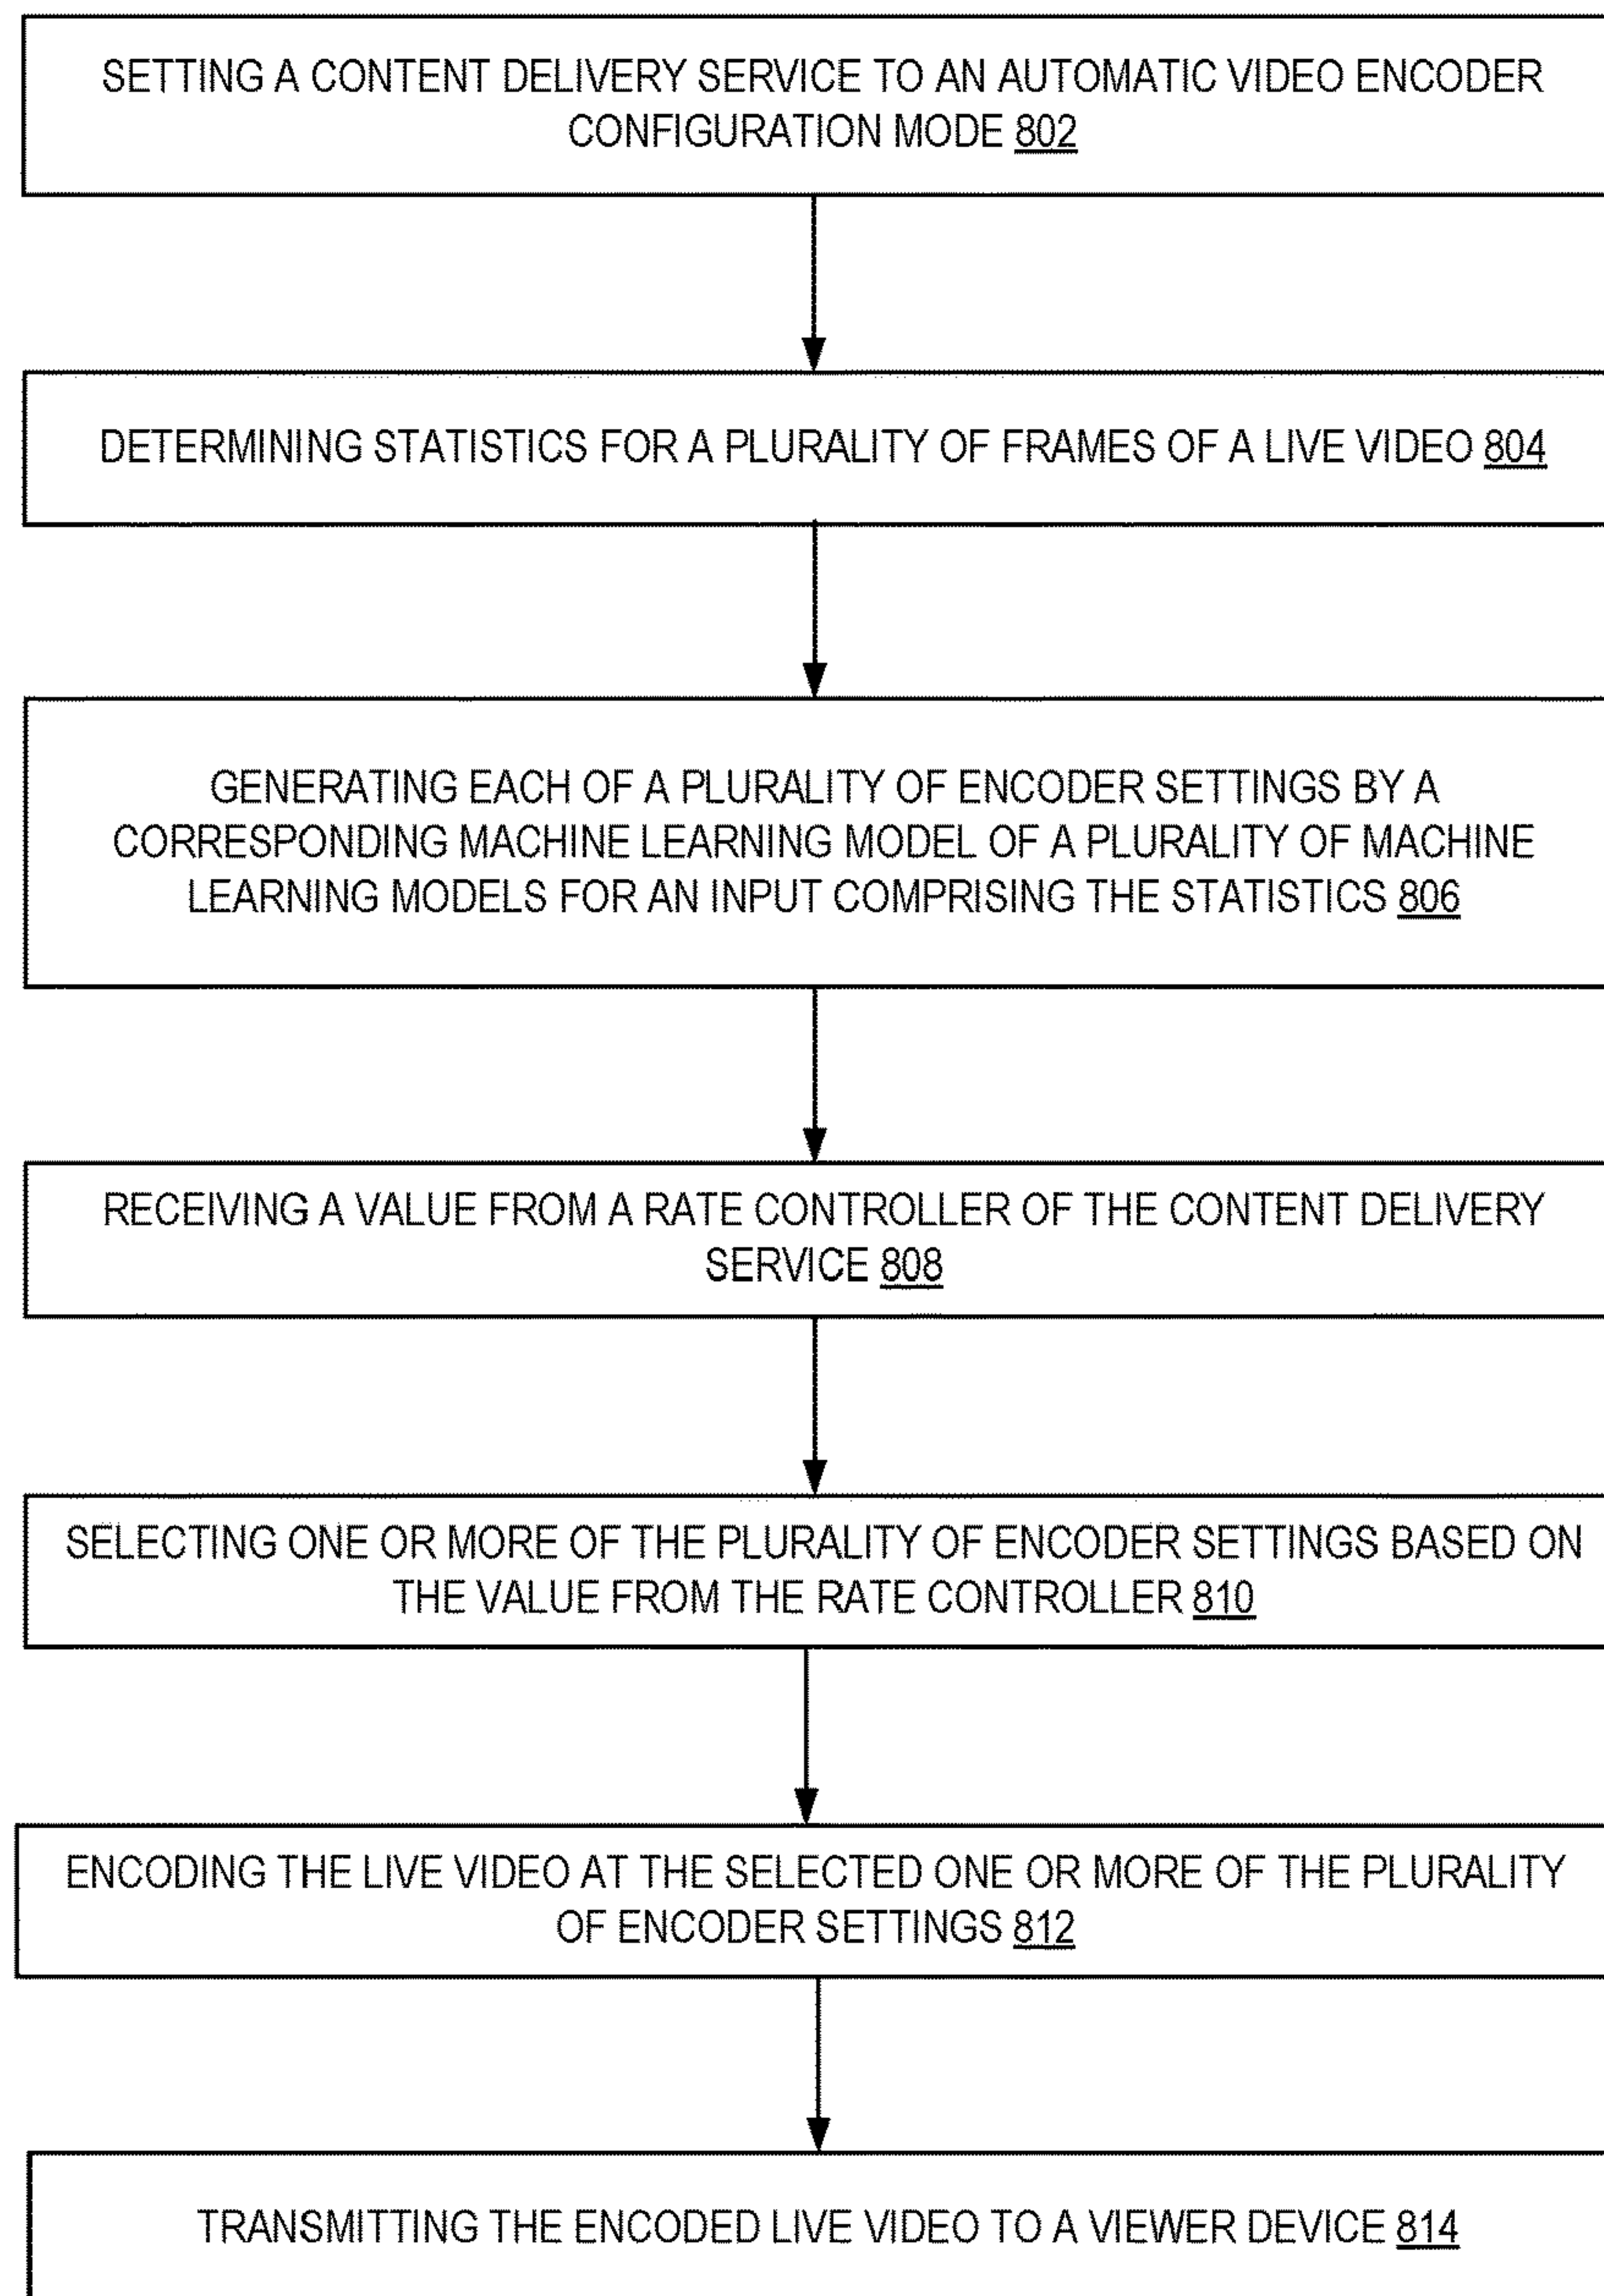 SETTING A CONTENT DELIVERY SERVICE TO AN AUTOMATIC VIDEO ENCODER
CONFIGURATION MODE 802
DETERMINING STATISTICS FOR A PLURALITY OF FRAMES OF A LIVE VIDEO 804
GENERATING EACH OF A PLURALITY OF ENCODER SETTINGS BY A
CORRESPONDING MACHINE LEARNING MODEL OF A PLURALITY OF MACHINE
LEARNING MODELS FOR AN INPUT COMPRISING THE STATISTICS 806
RECEIVING A VALUE FROM A RATE CONTROLLER OF THE CONTENT DELIVERY
SERVICE 808
SELECTING ONE OR MORE OF THE PLURALITY OF ENCODER SETTINGS BASED ON
THE VALUE FROM THE RATE CONTROLLER 810
ENCODING THE LIVE VIDEO AT THE SELECTED ONE OR MORE OF THE PLURALITY
OF ENCODER SETTINGS 812
TRANSMITTING THE ENCODED LIVE VIDEO TO A VIEWER DEVICE 814